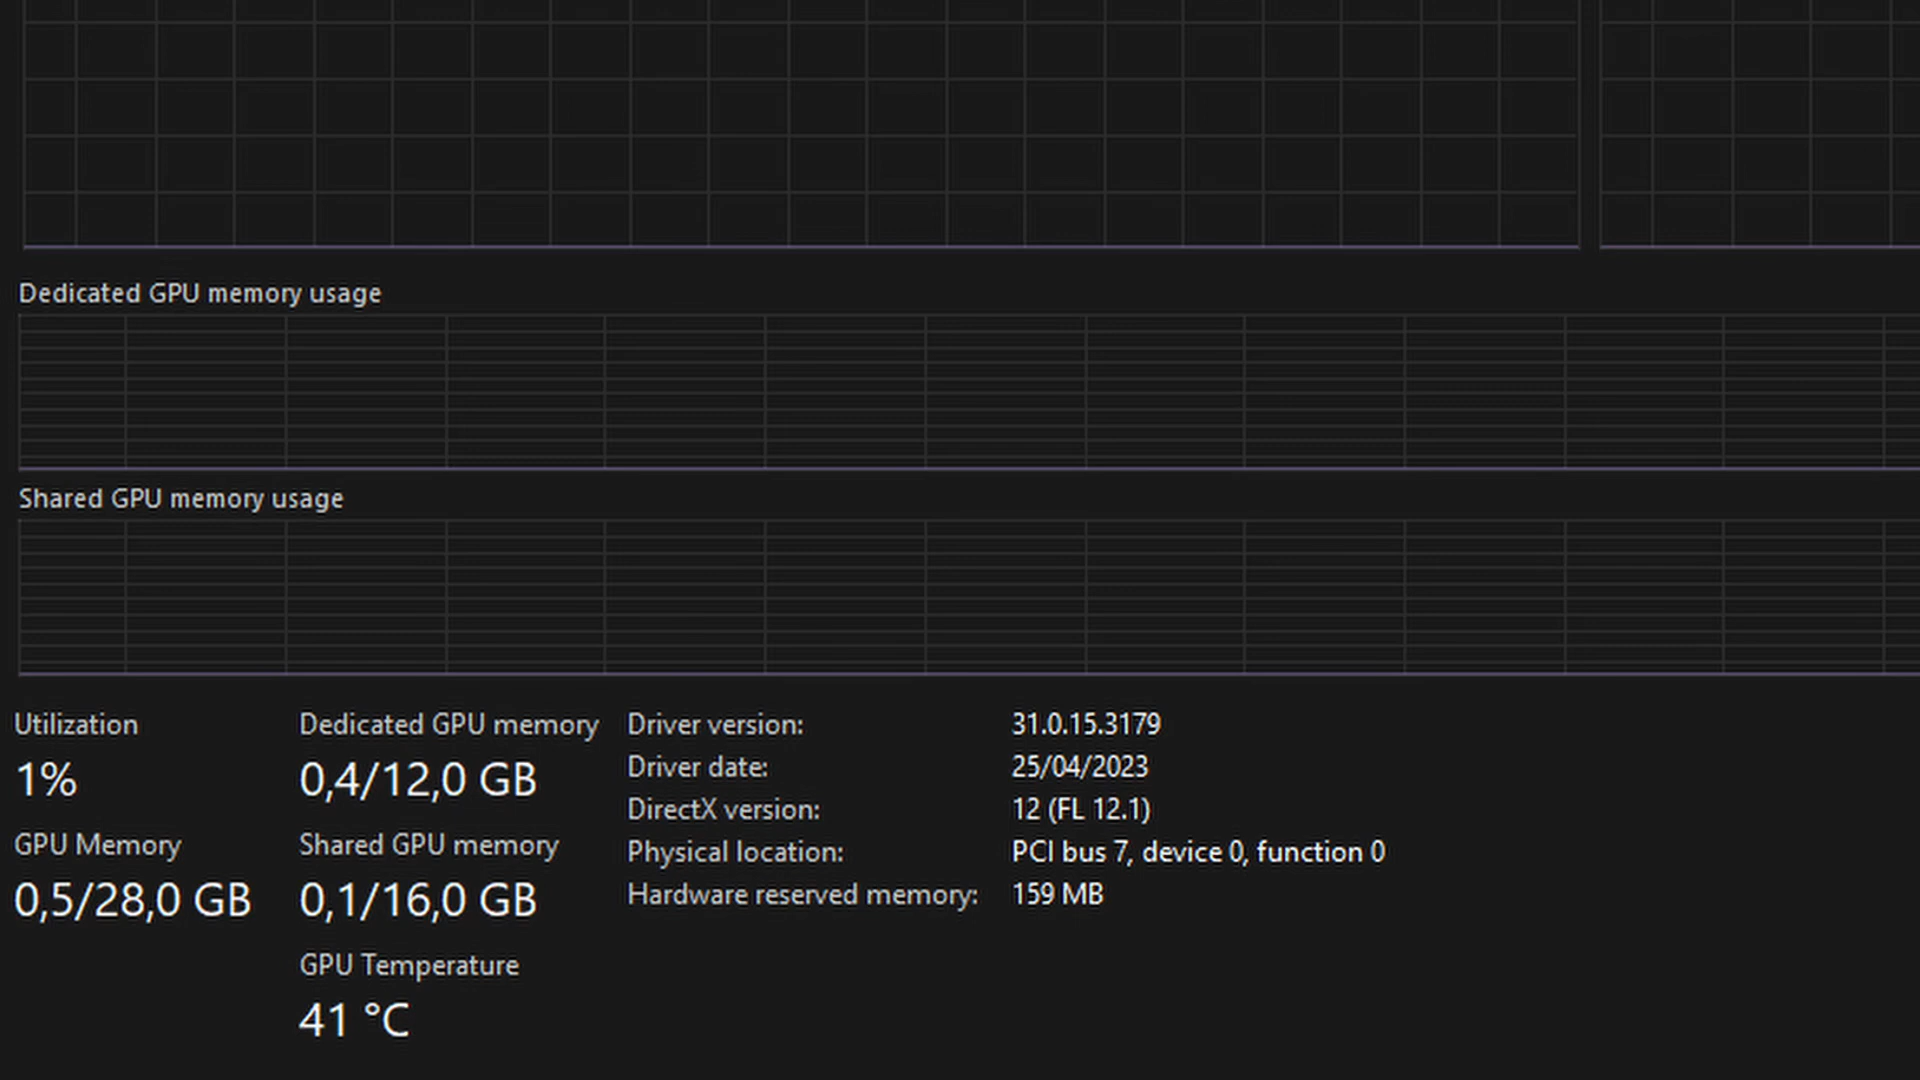 Dedicated GPU memory usage
Shared GPU memory usage
Utilization
1%
Dedicated GPU memory
0,4/12,0 GB
GPU Memory
0,5/28,0 GB
Shared GPU memory
0,1/16,0 GB
GPU Temperature
41 °C
Driver version: 31.0.15.3179
Driver date: 25/04/2023
DirectX version: 12 (FL 12.1)
Physical location: PCI bus 7, device 0, function 0
Hardware reserved memory: 159 MB